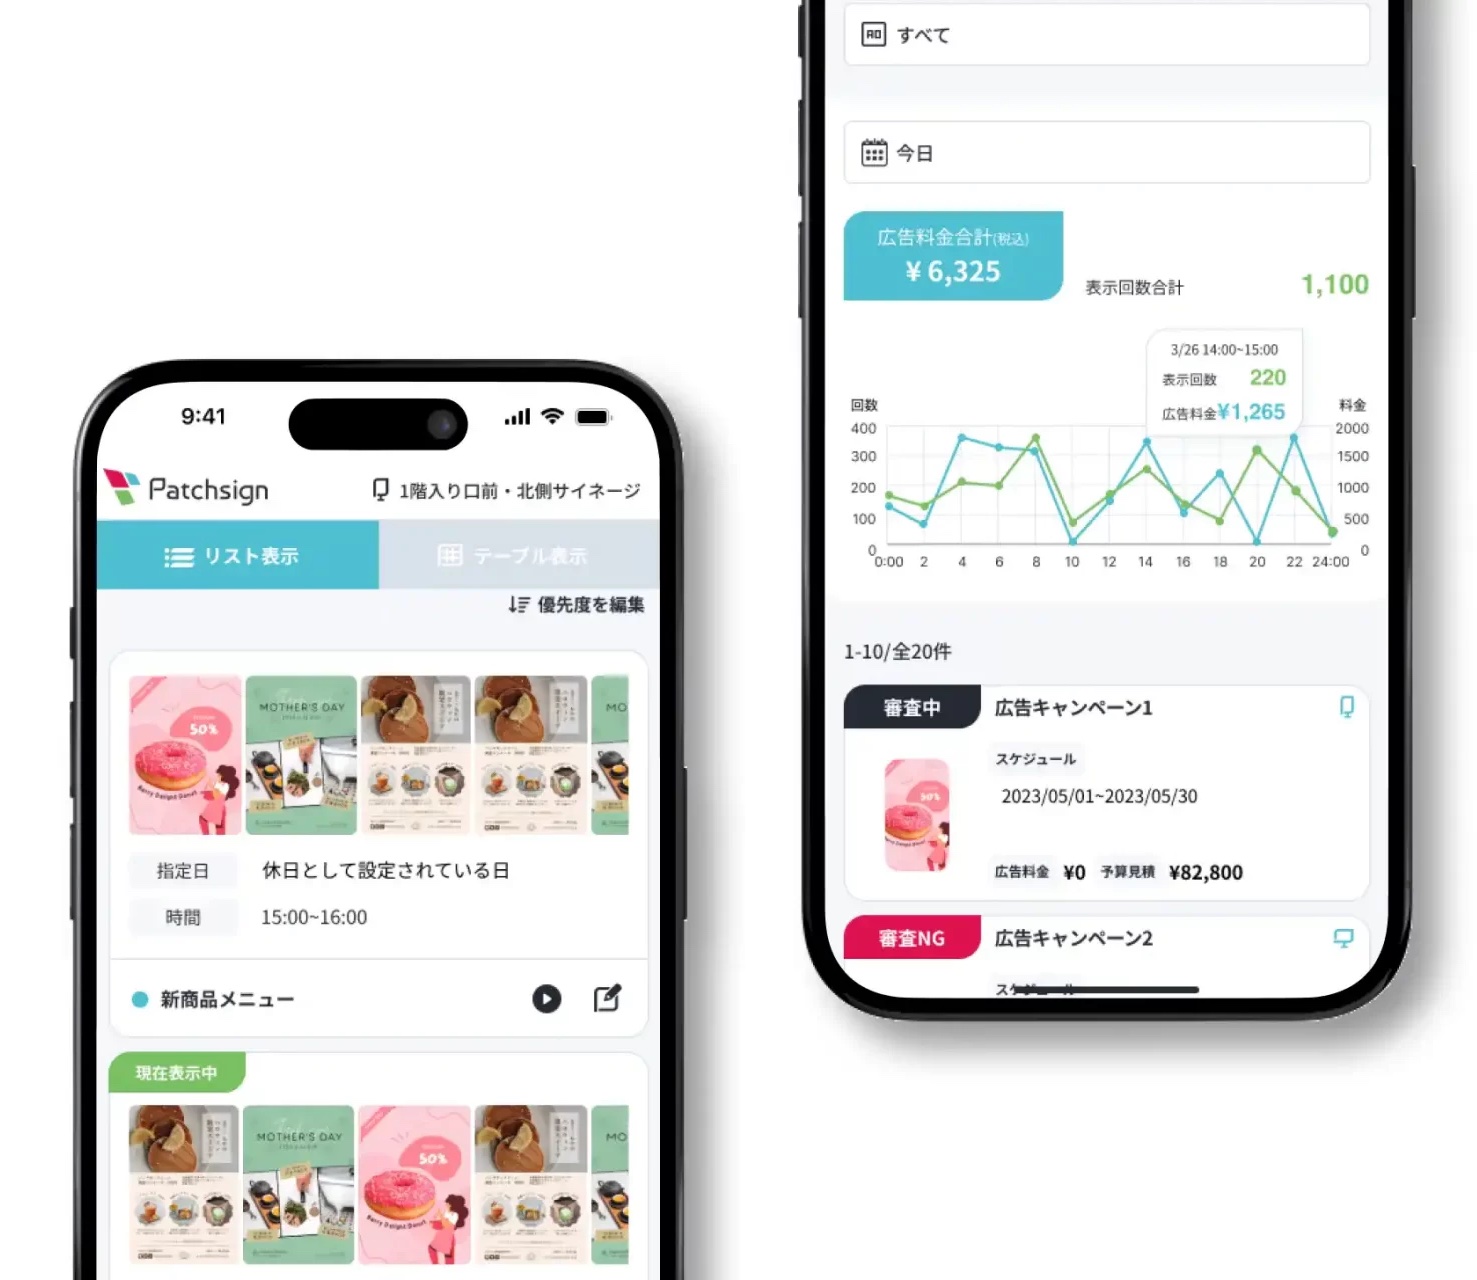 9:41
Patchsign
1階入り口前・北側サイネージ
リスト表示
テーブル表示
優先度を編集
50%
Berry Delight Donut
MOTHER'S DAY
MO
指定日
休日として設定されている日
時間
15:00~16:00
新商品メニュー
現在表示中
MOTHER'S DAY
50%
Berry Delight Donut
MO
AD すべて
今日
広告料金合計(税込)
¥ 6,325
表示回数合計
1,100
3/26 14:00~15:00
表示回数 220
広告料金¥1,265
回数
料金
400
300
200
100
0
2000
1500
1000
500
0
0:00 2 4 6 8 10 12 14 16 18 20 22 24:00
1-10/全20件
審査中
広告キャンペーン1
スケジュール
2023/05/01~2023/05/30
50%
広告料金 ¥0 予算見積 ¥82,800
審査NG
広告キャンペーン2
スケジュール